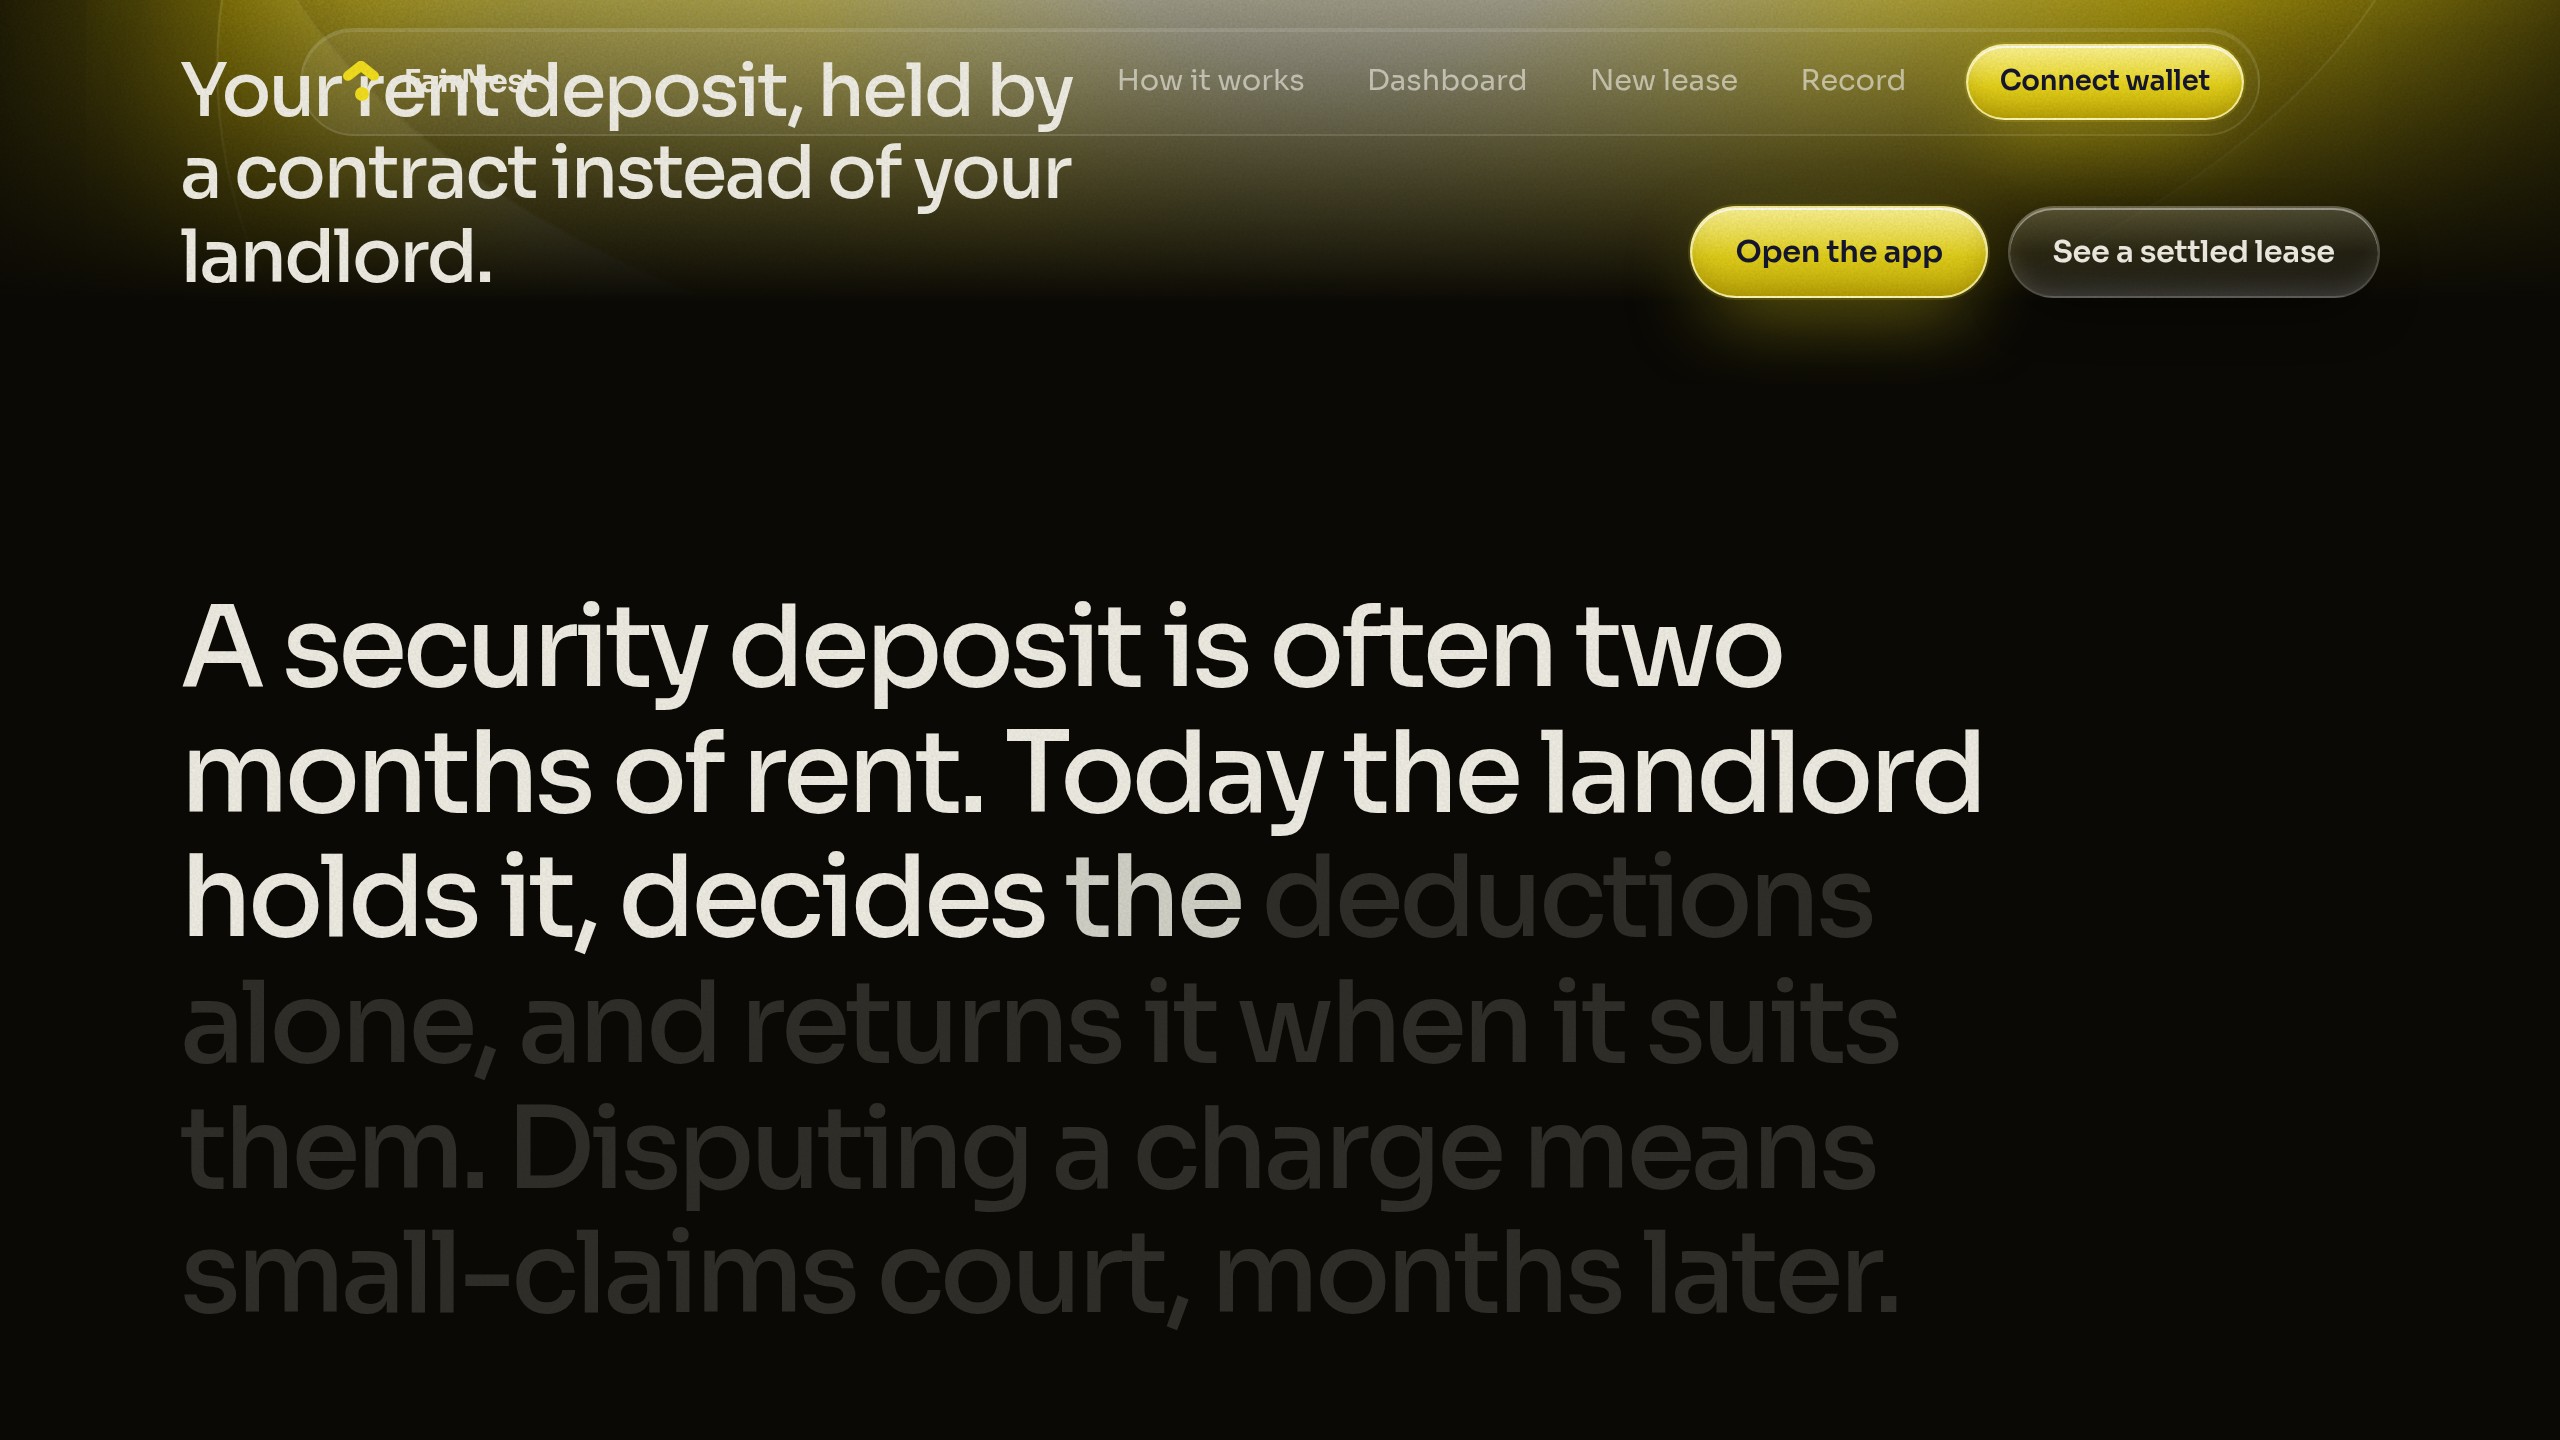 FairNest
How it works
Dashboard
New lease
Record
Connect wallet
Your rent deposit, held by
a contract instead of your
landlord.
Open the app
See a settled lease
A security deposit is often two
months of rent. Today the landlord
holds it, decides the deductions
alone, and returns it when it suits
them. Disputing a charge means
small-claims court, months later.